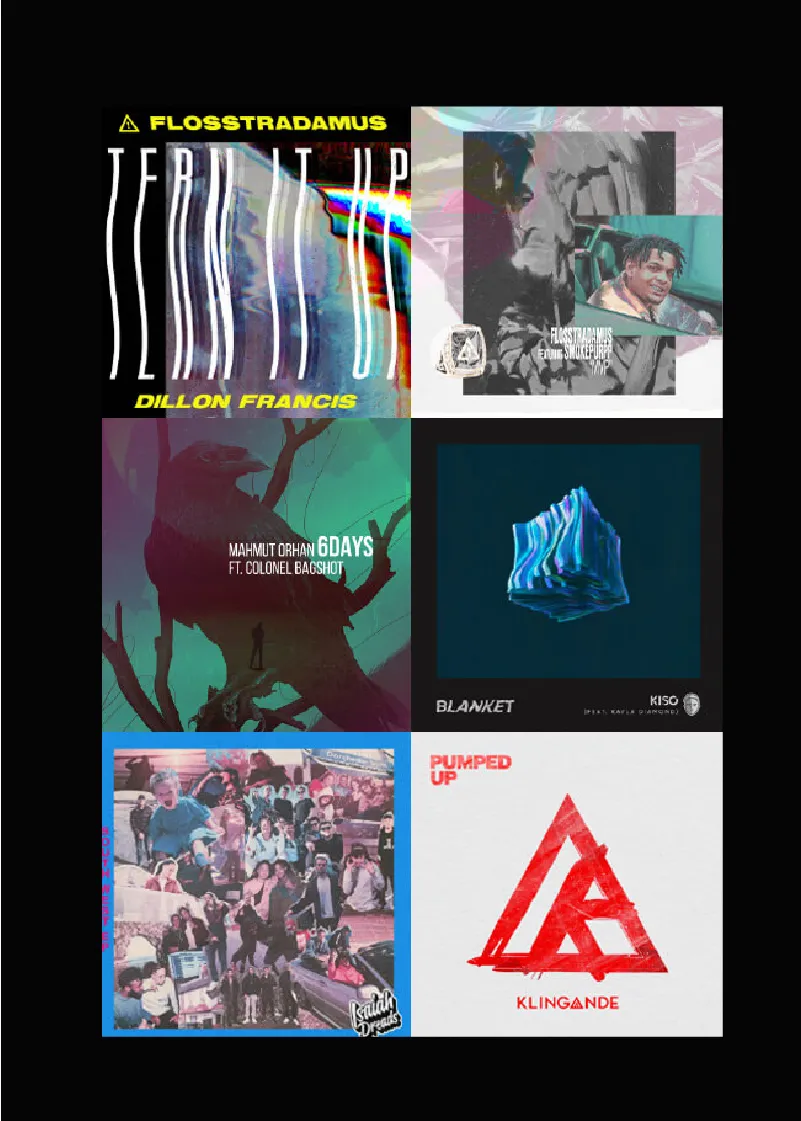 FLOSSTRADAMUS
TERN IT UP
DILLON FRANCIS
FLOSSTRADAMUS
FEATURING SMOKEPURPP
"MVP"
MAHMUT ORHAN 6DAYS
FT. COLONEL BAGSHOT
BLANKET
KISO
(FEAT. KAYLA DIAMOND)
SOUTH WEST EP
Isaiah
Dreads
PUMPED
UP
KLINGANDE